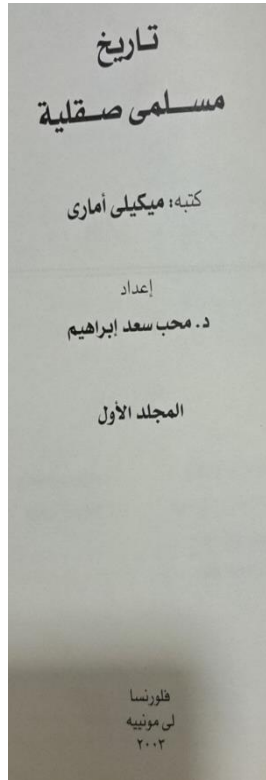 تاريخ
مسلمى صقلية
كتبه: ميكيلى أمارى
إعداد
د. محب سعد إبراهيم
المجلد الأول
فلورنسا
لى مونييه
٢٠٠٣